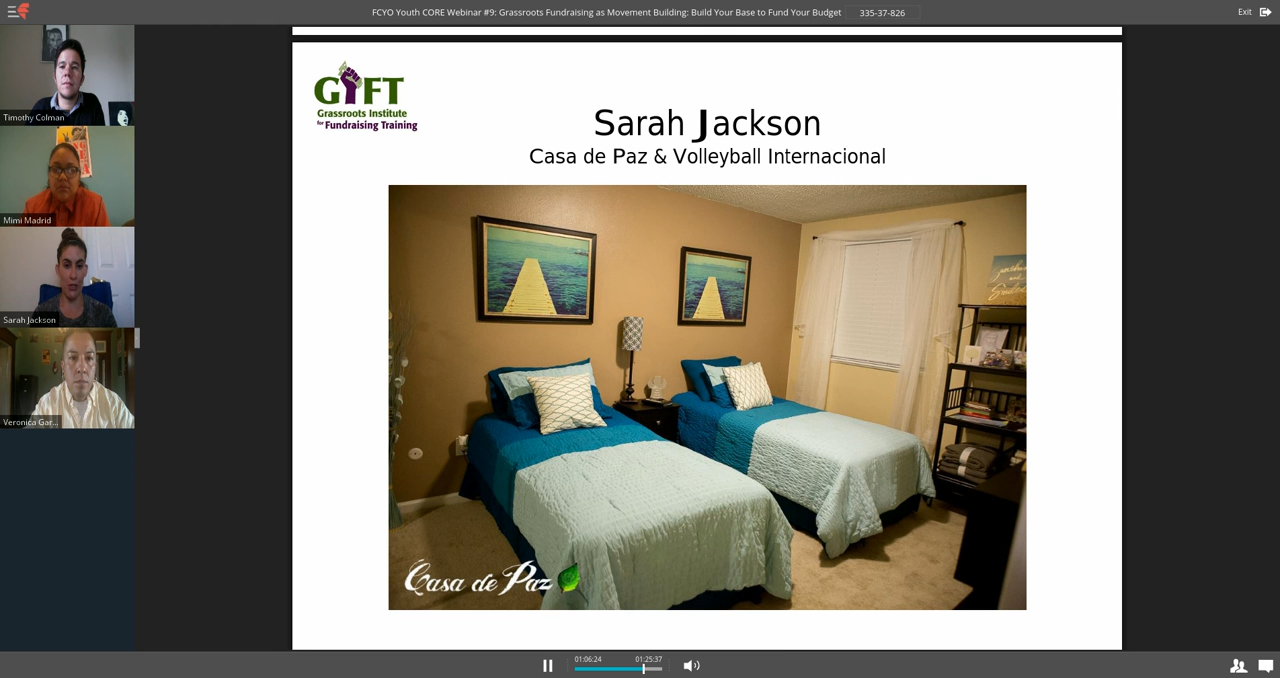 FCYO Youth CORE Webinar #9: Grassroots Fundraising as Movement Building: Build Your Base to Fund Your Budget
335-37-826
Exit
Timothy Colman
Mimi Madrid
Sarah Jackson
Veronica Gar...
GIFT
Grassroots Institute
for Fundraising Training
Sarah Jackson
Casa de Paz & Volleyball Internacional
Casa de Paz
01:06:24
01:25:37